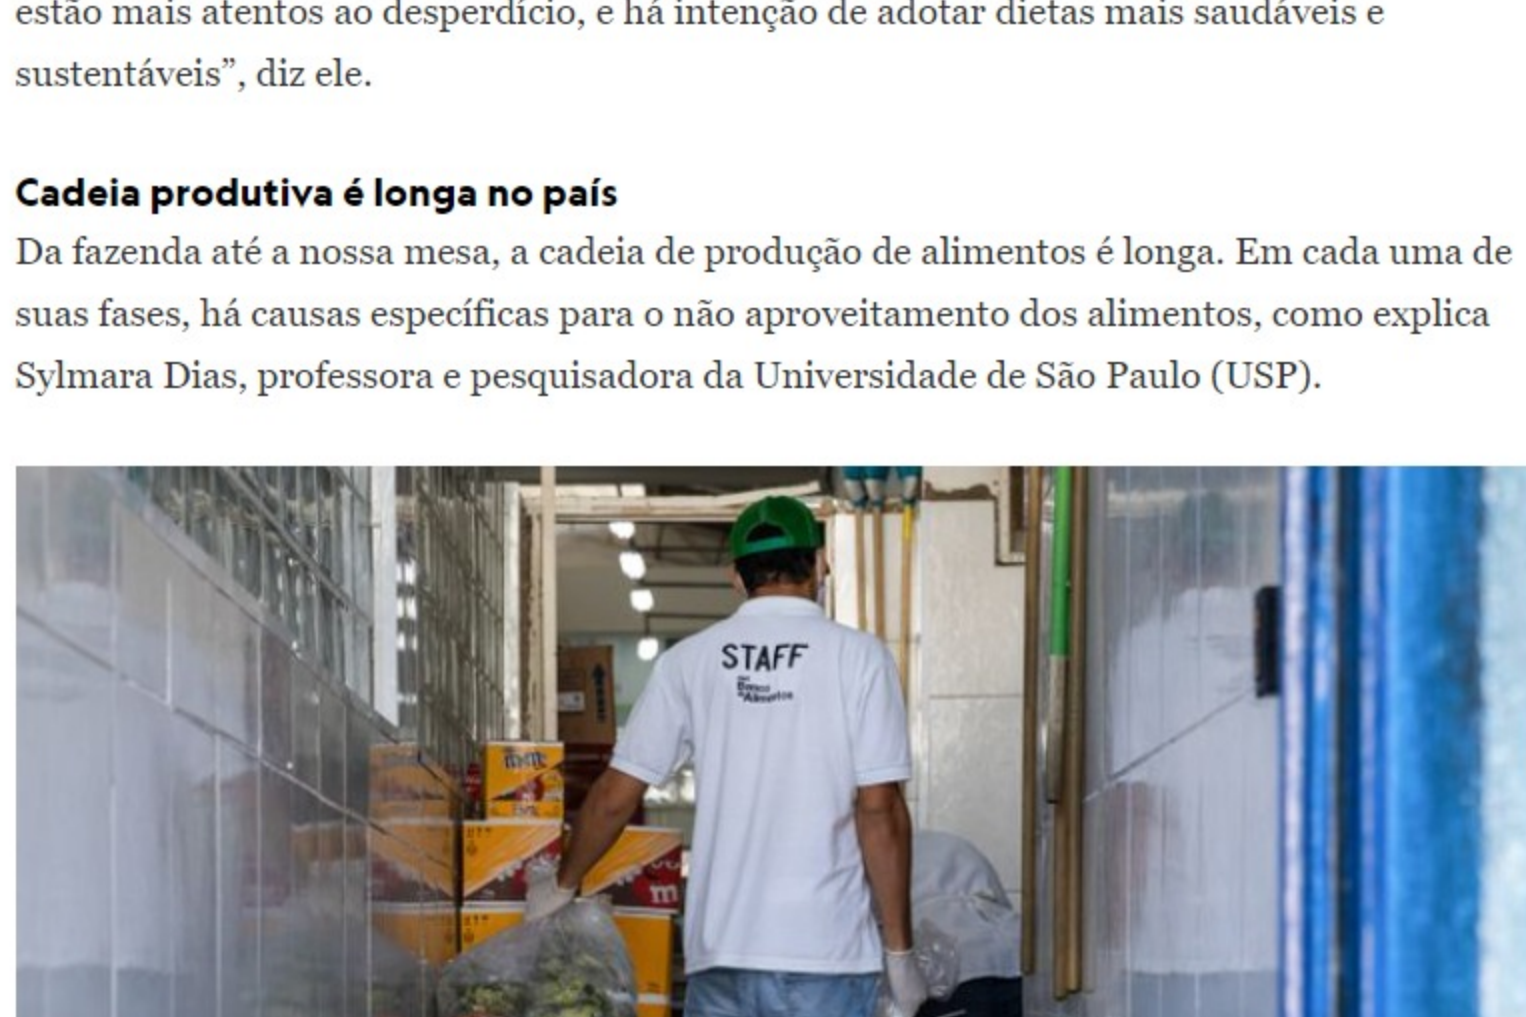 estão mais atentos ao desperdício, e há intenção de adotar dietas mais saudáveis e
sustentáveis”, diz ele.
Cadeia produtiva é longa no país
Da fazenda até a nossa mesa, a cadeia de produção de alimentos é longa. Em cada uma de
suas fases, há causas específicas para o não aproveitamento dos alimentos, como explica
Sylmara Dias, professora e pesquisadora da Universidade de São Paulo (USP).
STAFF
Banco
Alimentos
m&m's
m